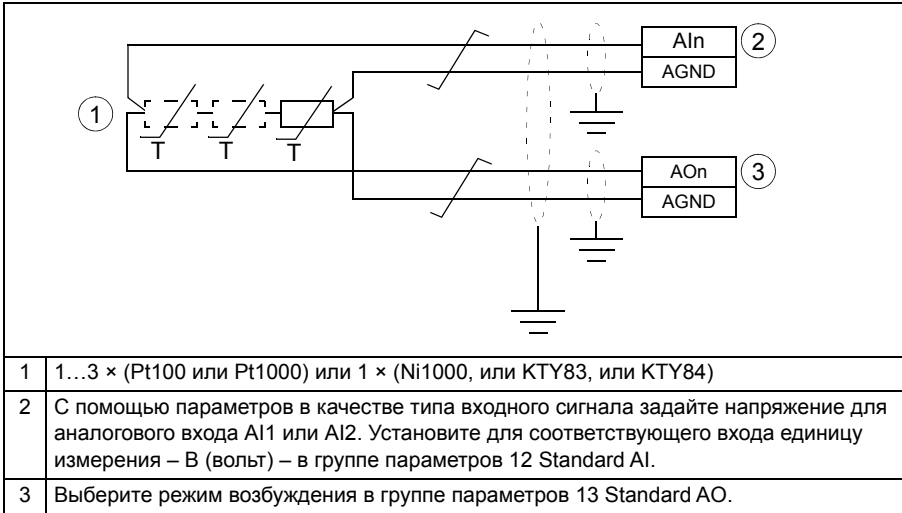 AIn
2
AGND
1
T
T
T
AOn
3
AGND
1 1…3 × (Pt100 или Pt1000) или 1 × (Ni1000, или KTY83, или KTY84)
2 С помощью параметров в качестве типа входного сигнала задайте напряжение для
аналогового входа AI1 или AI2. Установите для соответствующего входа единицу
измерения – В (вольт) – в группе параметров 12 Standard AI.
3 Выберите режим возбуждения в группе параметров 13 Standard AO.